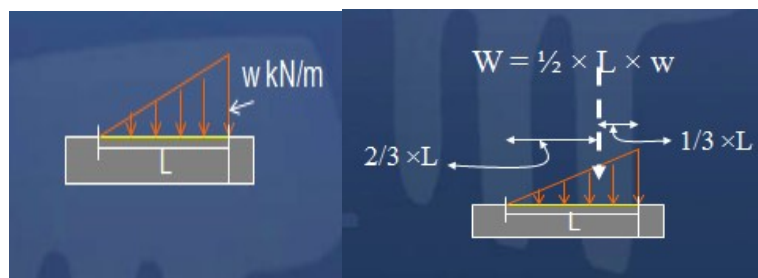 w kN/m
L
W = ½ × L × w
2/3 ×L
1/3 ×L
L